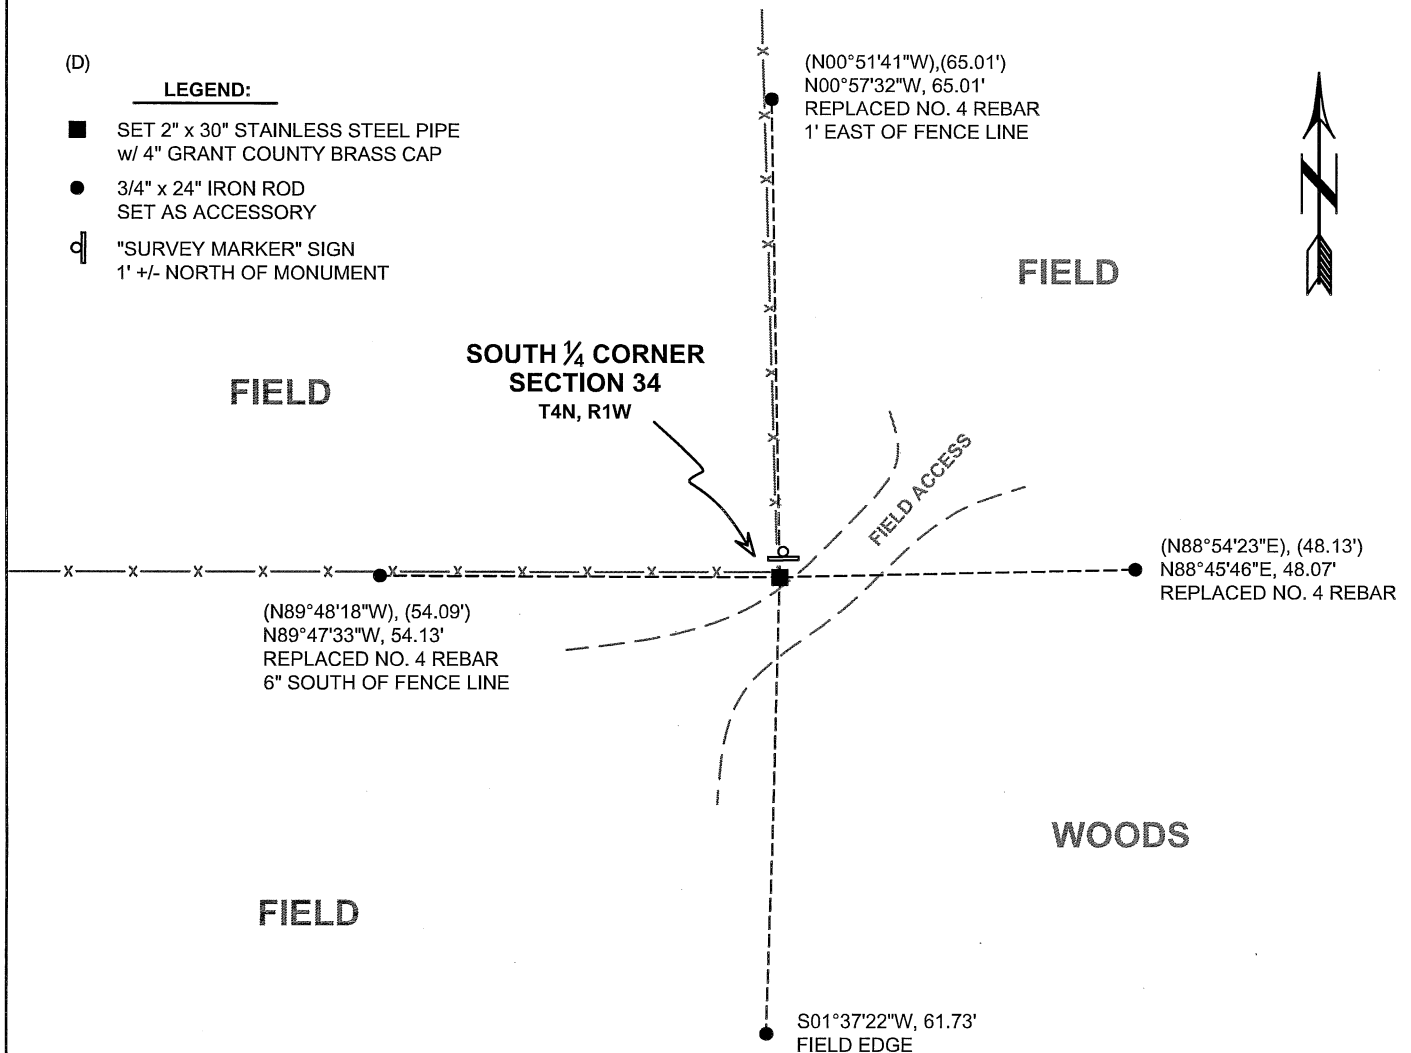 (D)
LEGEND:
SET 2" x 30" STAINLESS STEEL PIPE
w/ 4" GRANT COUNTY BRASS CAP
3/4" x 24" IRON ROD
SET AS ACCESSORY
"SURVEY MARKER" SIGN
1' +/- NORTH OF MONUMENT
(N00°51'41"W),(65.01')
N00°57'32"W, 65.01'
REPLACED NO. 4 REBAR
1' EAST OF FENCE LINE
N
FIELD
SOUTH 1/4 CORNER
SECTION 34
T4N, R1W
FIELD
FIELD ACCESS
(N88°54'23"E), (48.13')
N88°45'46"E, 48.07'
REPLACED NO. 4 REBAR
(N89°48'18"W), (54.09')
N89°47'33"W, 54.13'
REPLACED NO. 4 REBAR
6" SOUTH OF FENCE LINE
WOODS
FIELD
S01°37'22"W, 61.73'
FIELD EDGE